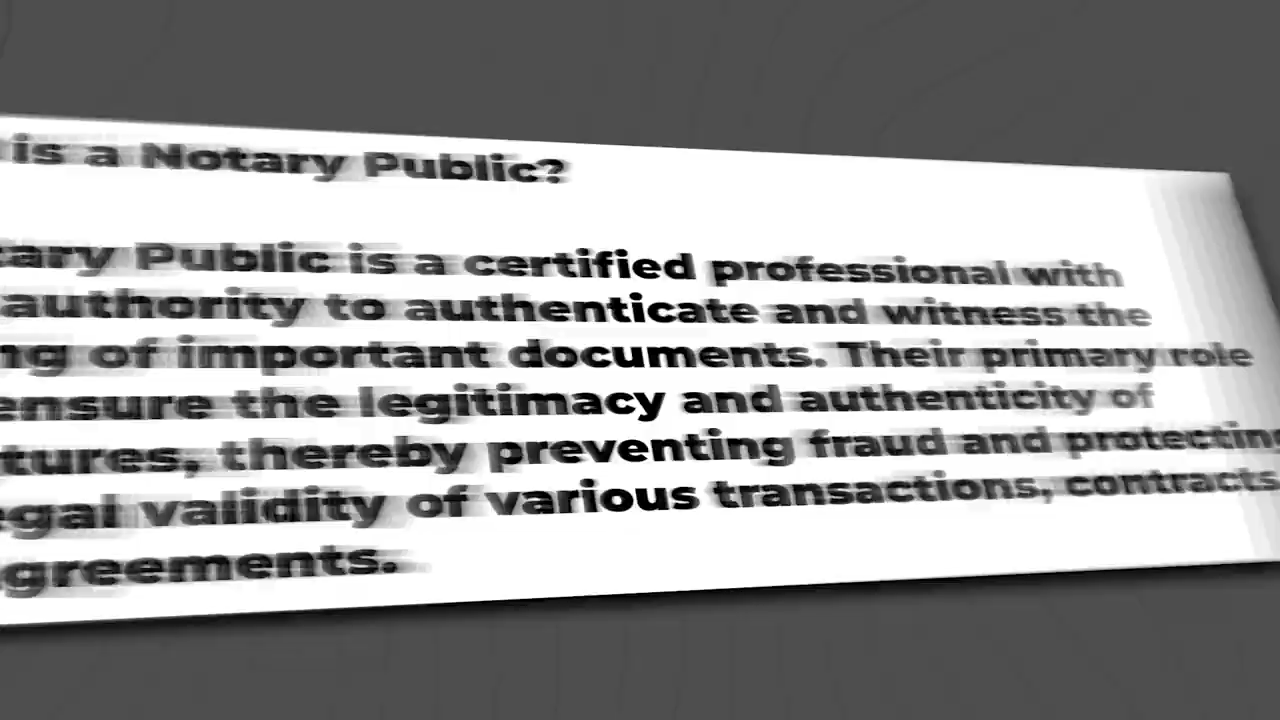 is a Notary Public?
tary Public is a certified professional with
authority to authenticate and witness the
ng of important documents. Their primary role
ensure the legitimacy and authenticity of
tures, thereby preventing fraud and protecting
egal validity of various transactions, contracts
greements.